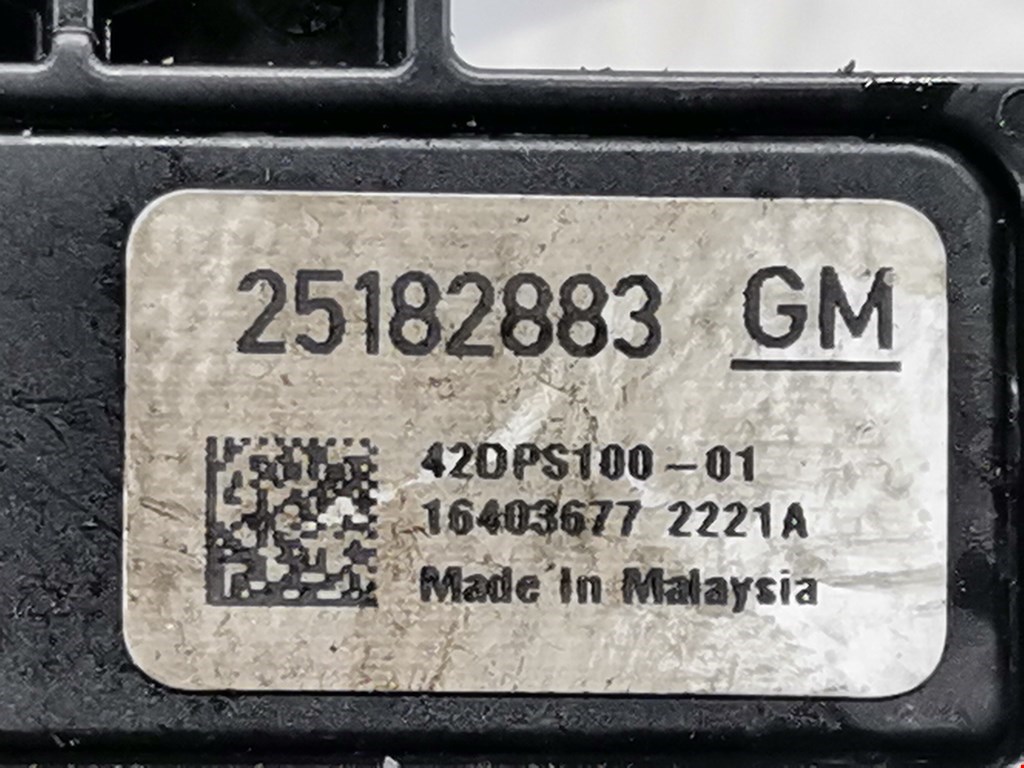 25182883 GM
42DPS100-01
16403677 2221A
Made In Malaysia